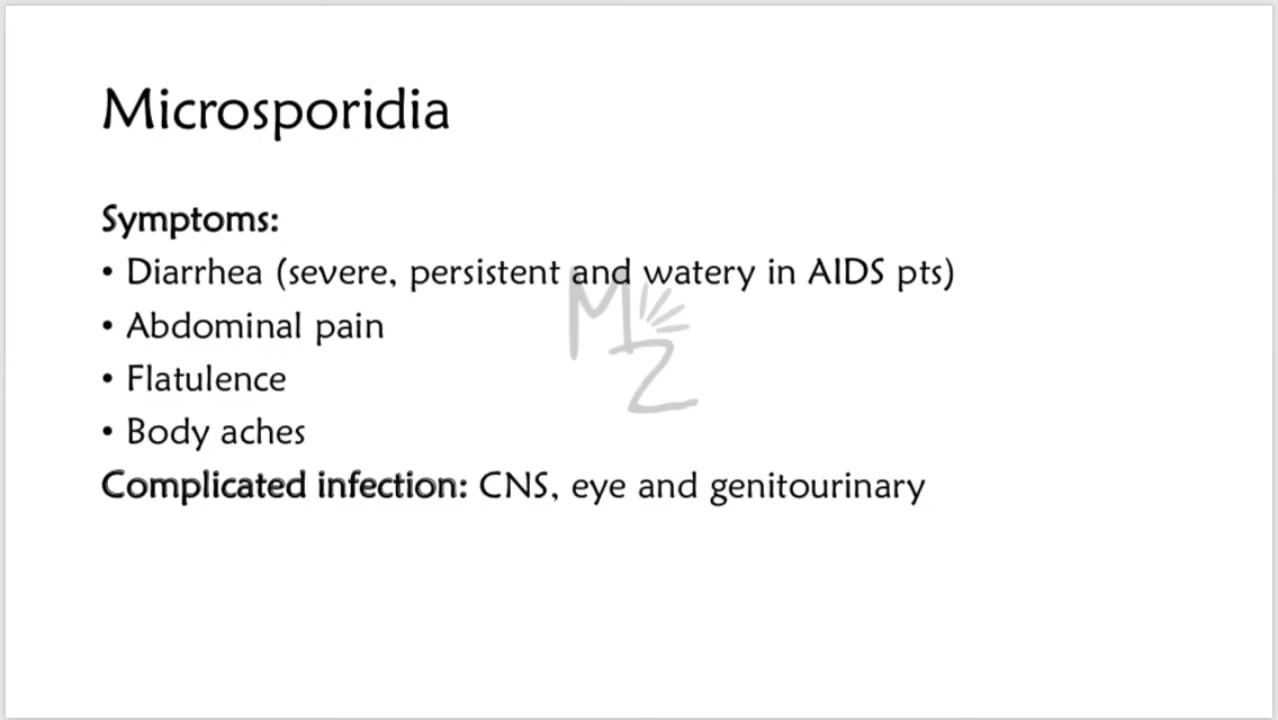 Microsporidia
Symptoms:
• Diarrhea (severe, persistent and watery in AIDS pts)
• Abdominal pain
• Flatulence
• Body aches
Complicated infection: CNS, eye and genitourinary
MZ